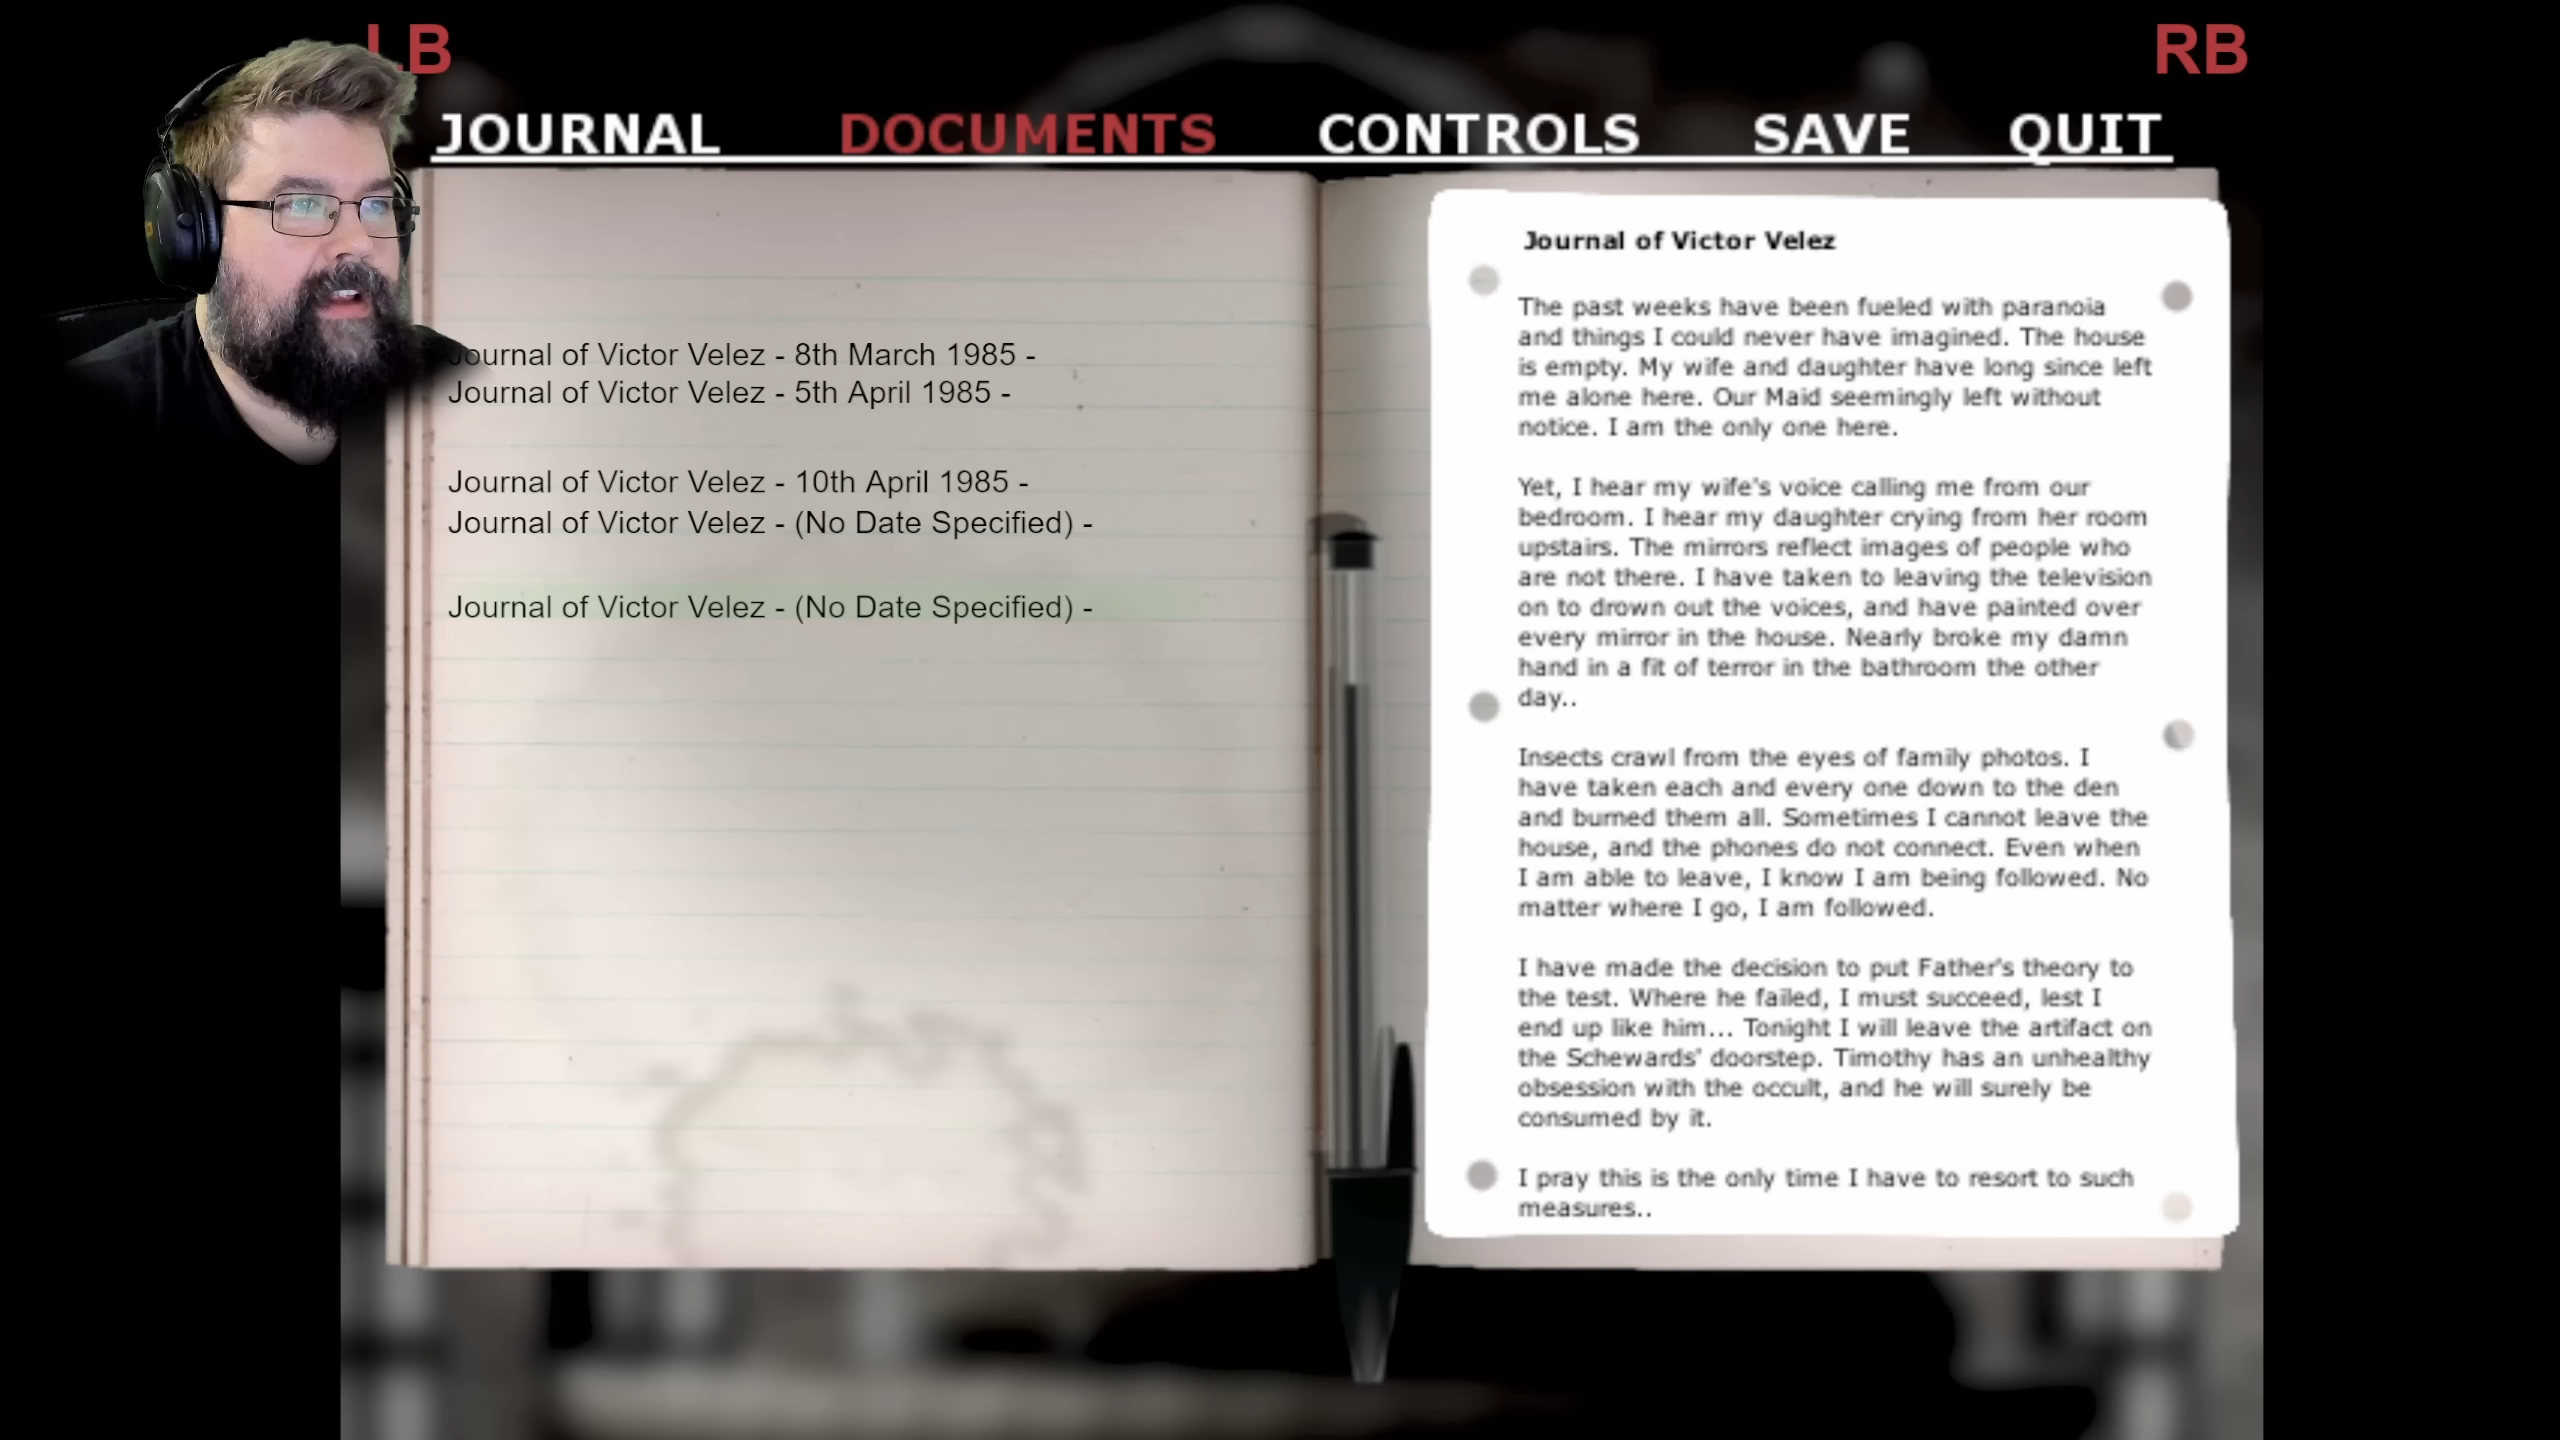 LB
RB
JOURNAL DOCUMENTS CONTROLS SAVE QUIT
Journal of Victor Velez - 8th March 1985 -
Journal of Victor Velez - 5th April 1985 -
Journal of Victor Velez - 10th April 1985 -
Journal of Victor Velez - (No Date Specified) -
Journal of Victor Velez - (No Date Specified) -
Journal of Victor Velez
The past weeks have been fueled with paranoia
and things I could never have imagined. The house
is empty. My wife and daughter have long since left
me alone here. Our Maid seemingly left without
notice. I am the only one here.
Yet, I hear my wife's voice calling me from our
bedroom. I hear my daughter crying from her room
upstairs. The mirrors reflect images of people who
are not there. I have taken to leaving the television
on to drown out the voices, and have painted over
every mirror in the house. Nearly broke my damn
hand in a fit of terror in the bathroom the other
day..
Insects crawl from the eyes of family photos. I
have taken each and every one down to the den
and burned them all. Sometimes I cannot leave the
house, and the phones do not connect. Even when
I am able to leave, I know I am being followed. No
matter where I go, I am followed.
I have made the decision to put Father's theory to
the test. Where he failed, I must succeed, lest I
end up like him... Tonight I will leave the artifact on
the Schewards' doorstep. Timothy has an unhealthy
obsession with the occult, and he will surely be
consumed by it.
I pray this is the only time I have to resort to such
measures..